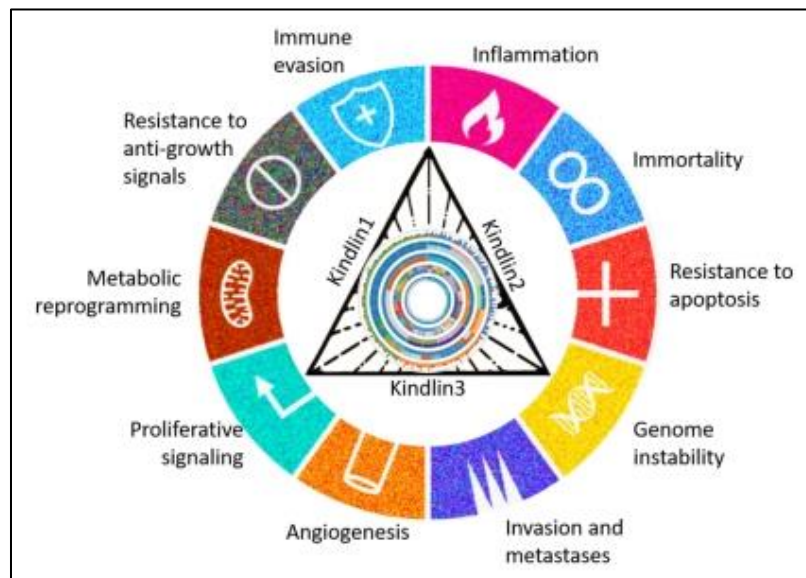 Immune
evasion
Inflammation
Resistance to
anti-growth
signals
Immortality
Kindlin1
Kindlin2
Metabolic
reprogramming
Resistance to
apoptosis
Kindlin3
Proliferative
signaling
Genome
instability
Angiogenesis
Invasion and
metastases